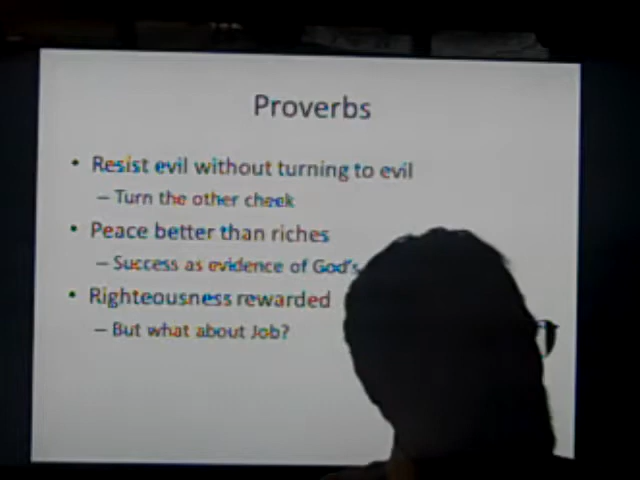 Proverbs
• Resist evil without turning to evil
– Turn the other cheek
• Peace better than riches
– Success as evidence of God's
• Righteousness rewarded
– But what about Job?